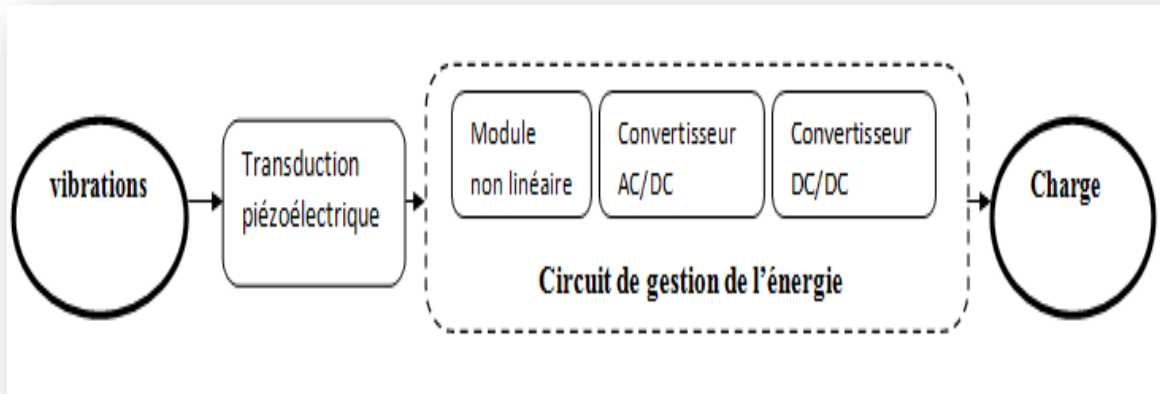 vibrations
Transduction
piézoélectrique
Module
non linéaire
Convertisseur
AC/DC
Convertisseur
DC/DC
Circuit de gestion de l'énergie
Charge